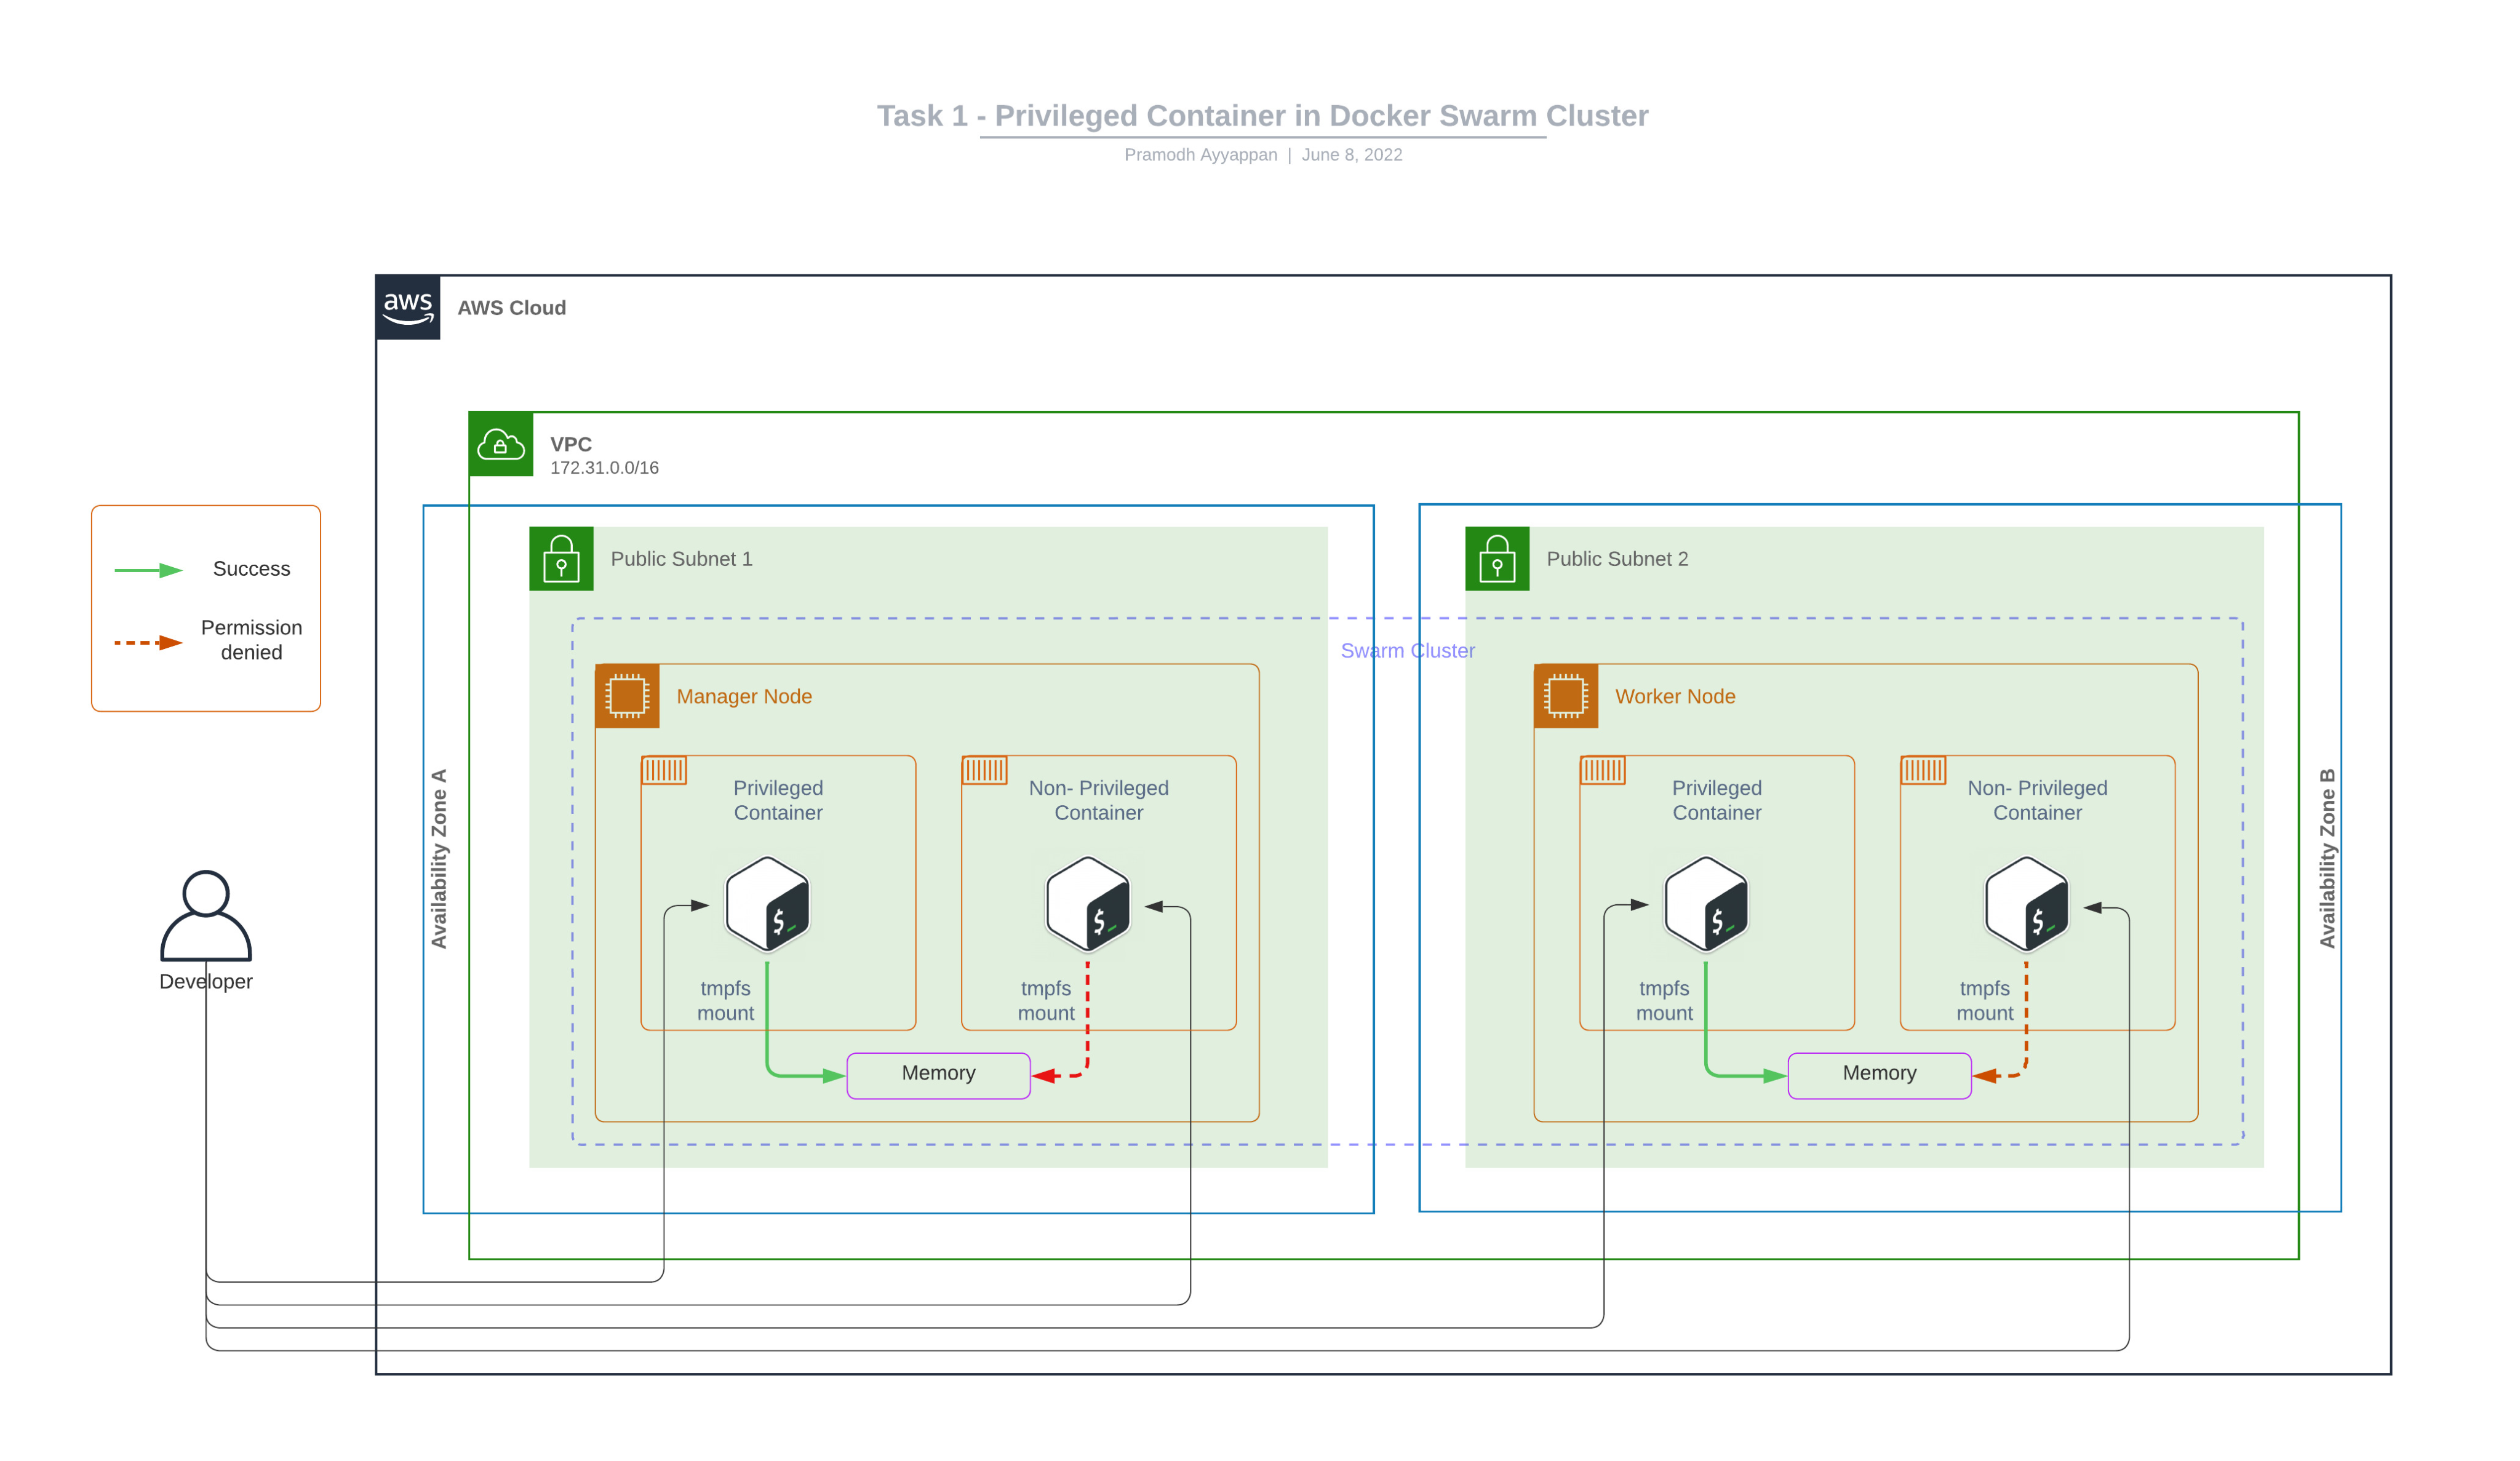 Task 1 - Privileged Container in Docker Swarm Cluster
Pramodh Ayyappan | June 8, 2022
aws
AWS Cloud
VPC
172.31.0.0/16
Success
Permission
denied
Developer
Availability Zone A
Public Subnet 1
Swarm Cluster
Manager Node
Privileged
Container
$_
tmpfs
mount
Non- Privileged
Container
$_
tmpfs
mount
Memory
Public Subnet 2
Worker Node
Privileged
Container
$_
tmpfs
mount
Non- Privileged
Container
$_
tmpfs
mount
Memory
Availability Zone B